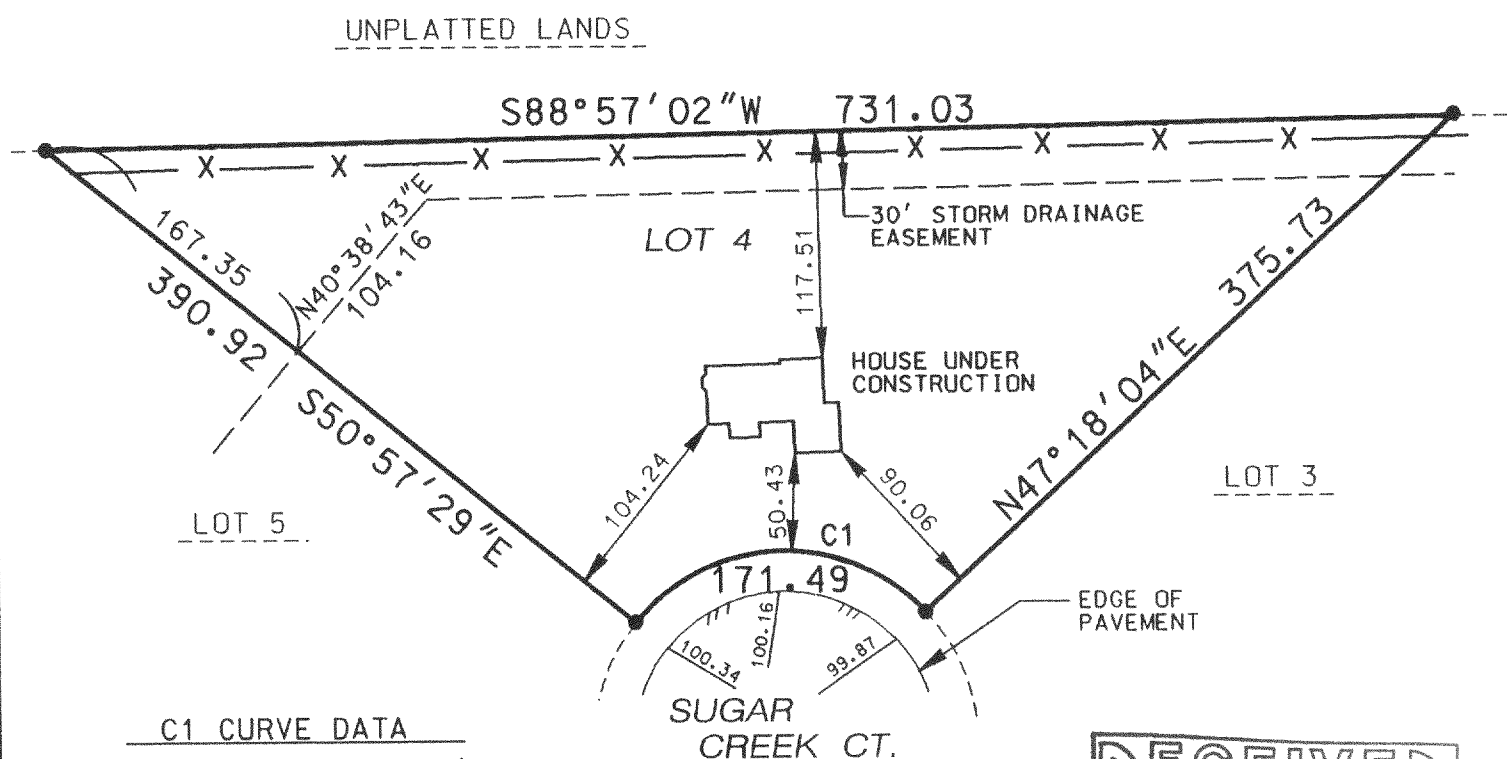 UNPLATTED LANDS
S88°57'02"W 731.03
X X X X X X X X X
30' STORM DRAINAGE
EASEMENT
LOT 4
167.35
390.92
N40°38'43"E
104.16
117.51
375.73
HOUSE UNDER
CONSTRUCTION
S50°57'29"E
N47°18'04"E
LOT 3
LOT 5
104.24
50.43
90.06
C1
171.49
EDGE OF
PAVEMENT
100.34
100.16
99.87
SUGAR
CREEK CT.
C1 CURVE DATA
RECEIVED